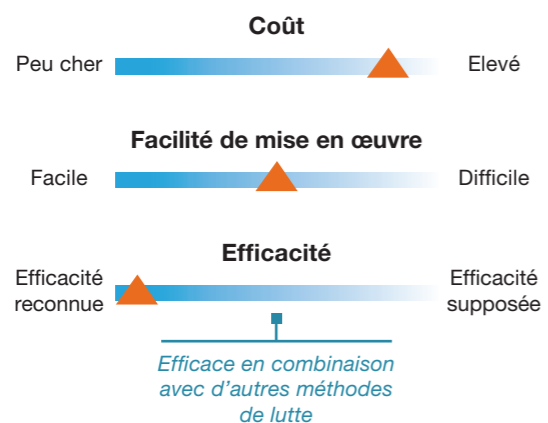 Coût
Peu cher
Elevé
Facilité de mise en œuvre
Facile
Difficile
Efficacité
Efficacité
reconnue
Efficacité
supposée
Efficace en combinaison
avec d'autres méthodes
de lutte